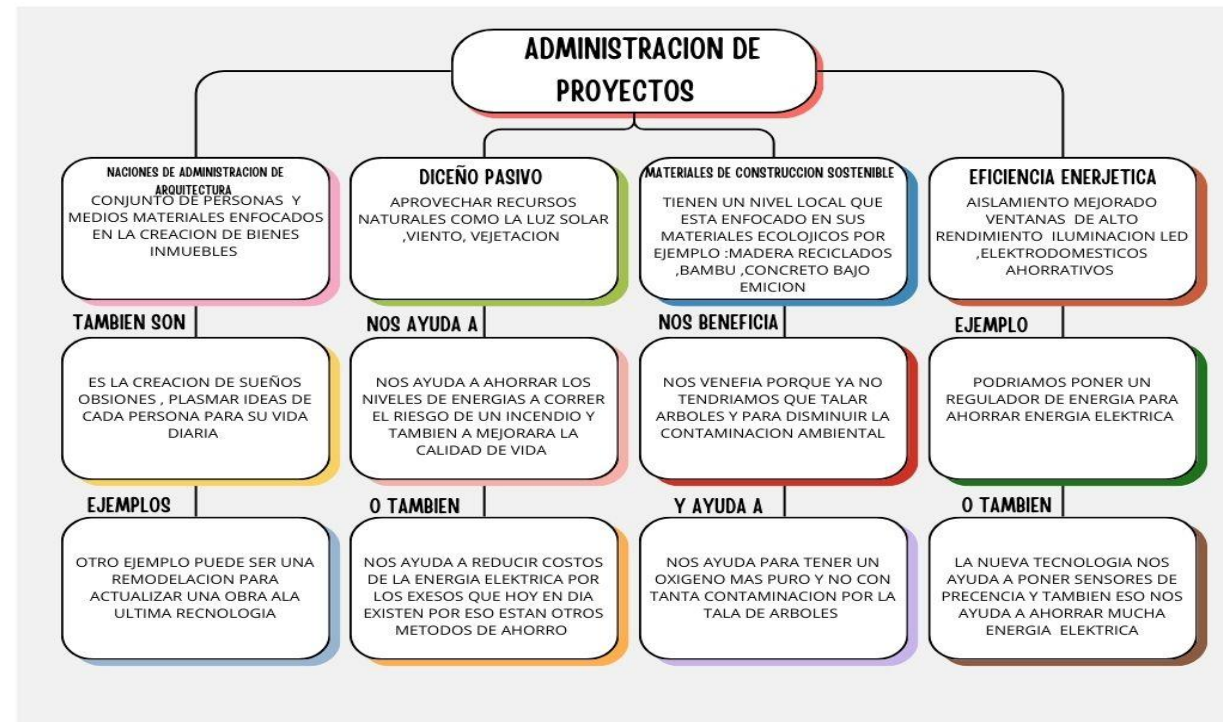 ADMINISTRACION DE
PROYECTOS
NACIONES DE ADMINISTRACION DE
ARQUITECTURA
CONJUNTO DE PERSONAS Y
MEDIOS MATERIALES ENFOCADOS
EN LA CREACION DE BIENES
INMUEBLES
TAMBIEN SON
ES LA CREACION DE SUEÑOS
OBSIONES , PLASMAR IDEAS DE
CADA PERSONA PARA SU VIDA
DIARIA
EJEMPLOS
OTRO EJEMPLO PUEDE SER UNA
REMODELACION PARA
ACTUALIZAR UNA OBRA ALA
ULTIMA RECNOLOGIA
DICEÑO PASIVO
APROVECHAR RECURSOS
NATURALES COMO LA LUZ SOLAR
,VIENTO, VEJETACION
NOS AYUDA A
NOS AYUDA A AHORRAR LOS
NIVELES DE ENERGIAS A CORRER
EL RIESGO DE UN INCENDIO Y
TAMBIEN A MEJORARA LA
CALIDAD DE VIDA
O TAMBIEN
NOS AYUDA A REDUCIR COSTOS
DE LA ENERGIA ELEKTRICA POR
LOS EXESOS QUE HOY EN DIA
EXISTEN POR ESO ESTAN OTROS
METODOS DE AHORRO
MATERIALES DE CONSTRUCCION SOSTENIBLE
TIENEN UN NIVEL LOCAL QUE
ESTA ENFOCADO EN SUS
MATERIALES ECOLOJICOS POR
EJEMPLO :MADERA RECICLADOS
,BAMBU ,CONCRETO BAJO
EMICION
NOS BENEFICIA
NOS VENEFIA PORQUE YA NO
TENDRIAMOS QUE TALAR
ARBOLES Y PARA DISMINUIR LA
CONTAMINACION AMBIENTAL
Y AYUDA A
NOS AYUDA PARA TENER UN
OXIGENO MAS PURO Y NO CON
TANTA CONTAMINACION POR LA
TALA DE ARBOLES
EFICIENCIA ENERJETICA
AISLAMIENTO MEJORADO
VENTANAS DE ALTO
RENDIMIENTO ILUMINACION LED
,ELEKTRODOMESTICOS
AHORRATIVOS
EJEMPLO
PODRIAMOS PONER UN
REGULADOR DE ENERGIA PARA
AHORRAR ENERGIA ELEKTRICA
O TAMBIEN
LA NUEVA TECNOLOGIA NOS
AYUDA A PONER SENSORES DE
PRECENCIA Y TAMBIEN ESO NOS
AYUDA A AHORRAR MUCHA
ENERGIA ELEKTRICA